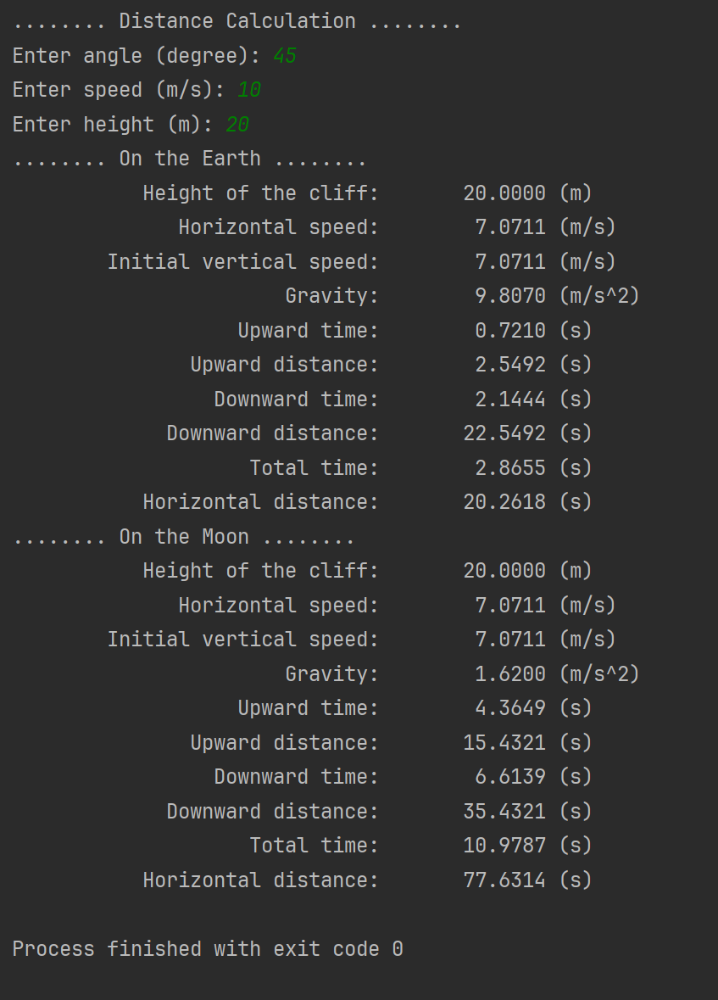 ........ Distance Calculation ........
Enter angle (degree): 45
Enter speed (m/s): 10
Enter height (m): 20
........ On the Earth ........
Height of the cliff: 20.0000 (m)
Horizontal speed: 7.0711 (m/s)
Initial vertical speed: 7.0711 (m/s)
Gravity: 9.8070 (m/s^2)
Upward time: 0.7210 (s)
Upward distance: 2.5492 (s)
Downward time: 2.1444 (s)
Downward distance: 22.5492 (s)
Total time: 2.8655 (s)
Horizontal distance: 20.2618 (s)
........ On the Moon ........
Height of the cliff: 20.0000 (m)
Horizontal speed: 7.0711 (m/s)
Initial vertical speed: 7.0711 (m/s)
Gravity: 1.6200 (m/s^2)
Upward time: 4.3649 (s)
Upward distance: 15.4321 (s)
Downward time: 6.6139 (s)
Downward distance: 35.4321 (s)
Total time: 10.9787 (s)
Horizontal distance: 77.6314 (s)
Process finished with exit code 0